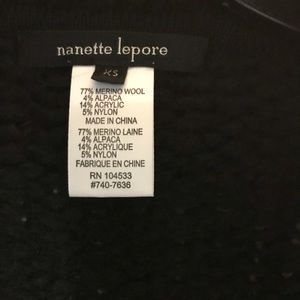 nanette lepore
XS
77% MERINO WOOL
4% ALPACA
14% ACRYLIC
5% NYLON
MADE IN CHINA
77% MERINO LAINE
4% ALPACA
14% ACRYLIQUE
5% NYLON
FABRIQUE EN CHINE
RN 104533
#740-7636